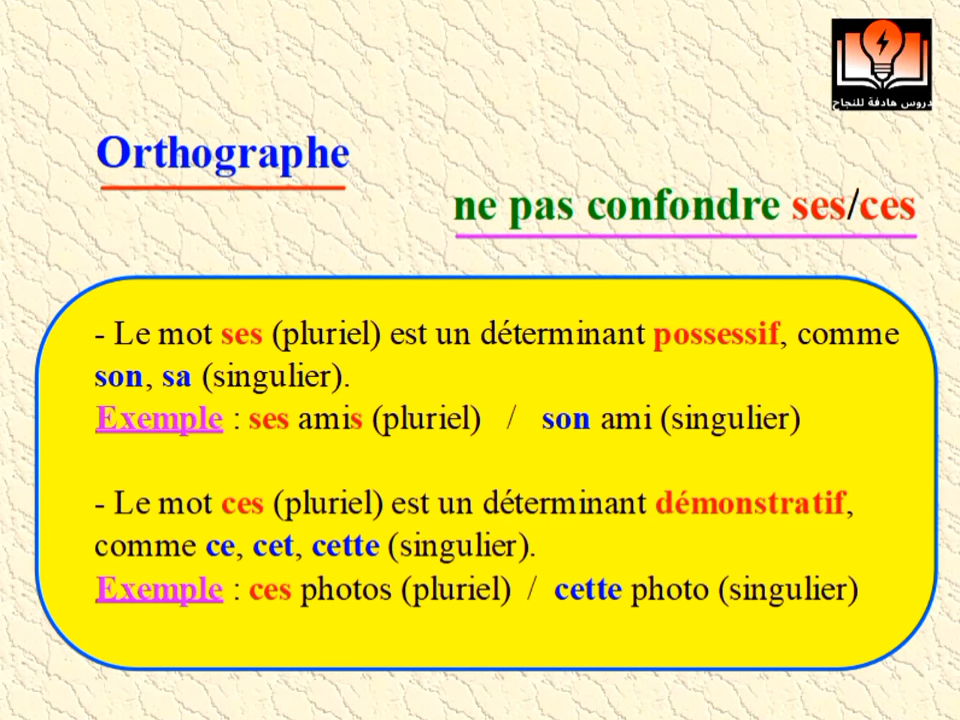 دروس هادفة للنجاح
Orthographe
ne pas confondre ses/ces
- Le mot ses (pluriel) est un déterminant possessif, comme
son, sa (singulier).
Exemple : ses amis (pluriel) / son ami (singulier)
- Le mot ces (pluriel) est un déterminant démonstratif,
comme ce, cet, cette (singulier).
Exemple : ces photos (pluriel) / cette photo (singulier)